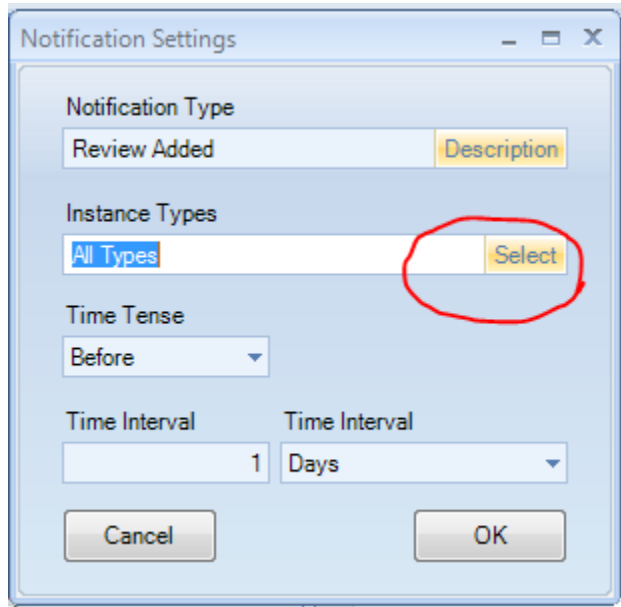 Notification Settings
Notification Type
Review Added Description
Instance Types
All Types Select
Time Tense
Before
Time Interval Time Interval
1 Days
Cancel OK